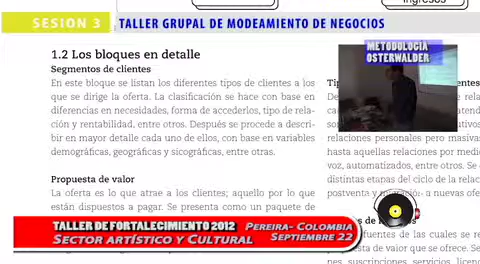 ingresos
SESION 3
TALLER GRUPAL DE MODEAMIENTO DE NEGOCIOS
METODOLOGIA
OSTERWALDER
1.2 Los bloques en detalle
Segmentos de clientes
En este bloque se listan los diferentes tipos de clientes a los
que se dirige la oferta. La clasificación se hace con base en
diferencias en necesidades, forma de accederlos, tipo de rela-
ción y rentabilidad, entre otros. Después se procede a descri-
bir en mayor detalle cada uno de ellos, con base en variables
demográficas, geográficas y sicográficas, entre otras.
Propuesta de valor
La oferta es lo que atrae a los clientes; aquello por lo que
están dispuestos a pagar. Se presenta como un paquete de
relaciones personales pero masivas
hasta aquellas relaciones por medio
voz, automatizados, entre otros. Se
distintas etapas del ciclo de la relac
postventa y a nuevas ofe
fuentes de las cuales se re
uesta de valor que se ofrece. Se
nes, suscripciones, servicios,
TALLER DE FORTALECIMIENTO 2012
SECTOR ARTÍSTICO Y CULTURAL
PEREIRA- COLOMBIA
SEPTIEMBRE 22